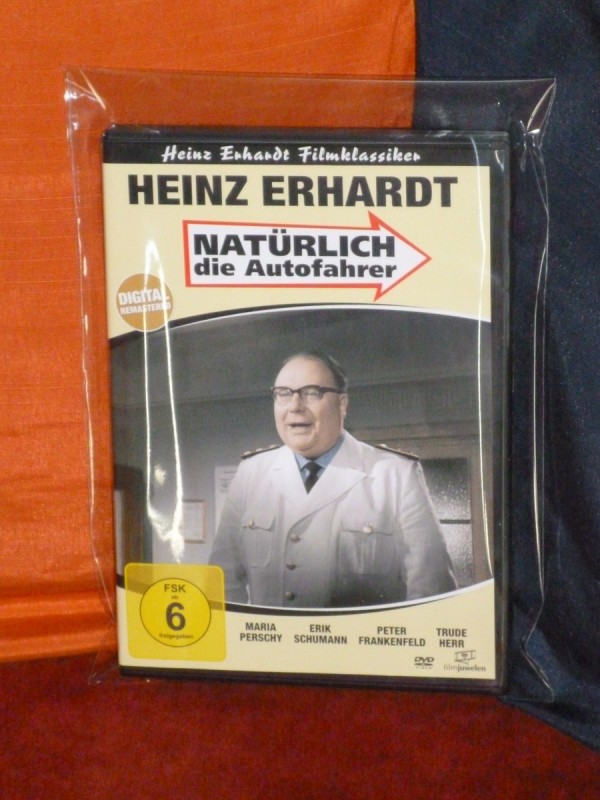 Heinz Erhardt Filmklassiker
HEINZ ERHARDT
NATÜRLICH
die Autofahrer
DIGITAL
REMASTERED
FSK
ab
6
freigegeben
MARIA PERSCHY
ERIK SCHUMANN
PETER FRANKENFELD
TRUDE HERR
DVD
VIDEO
filmjuwelen